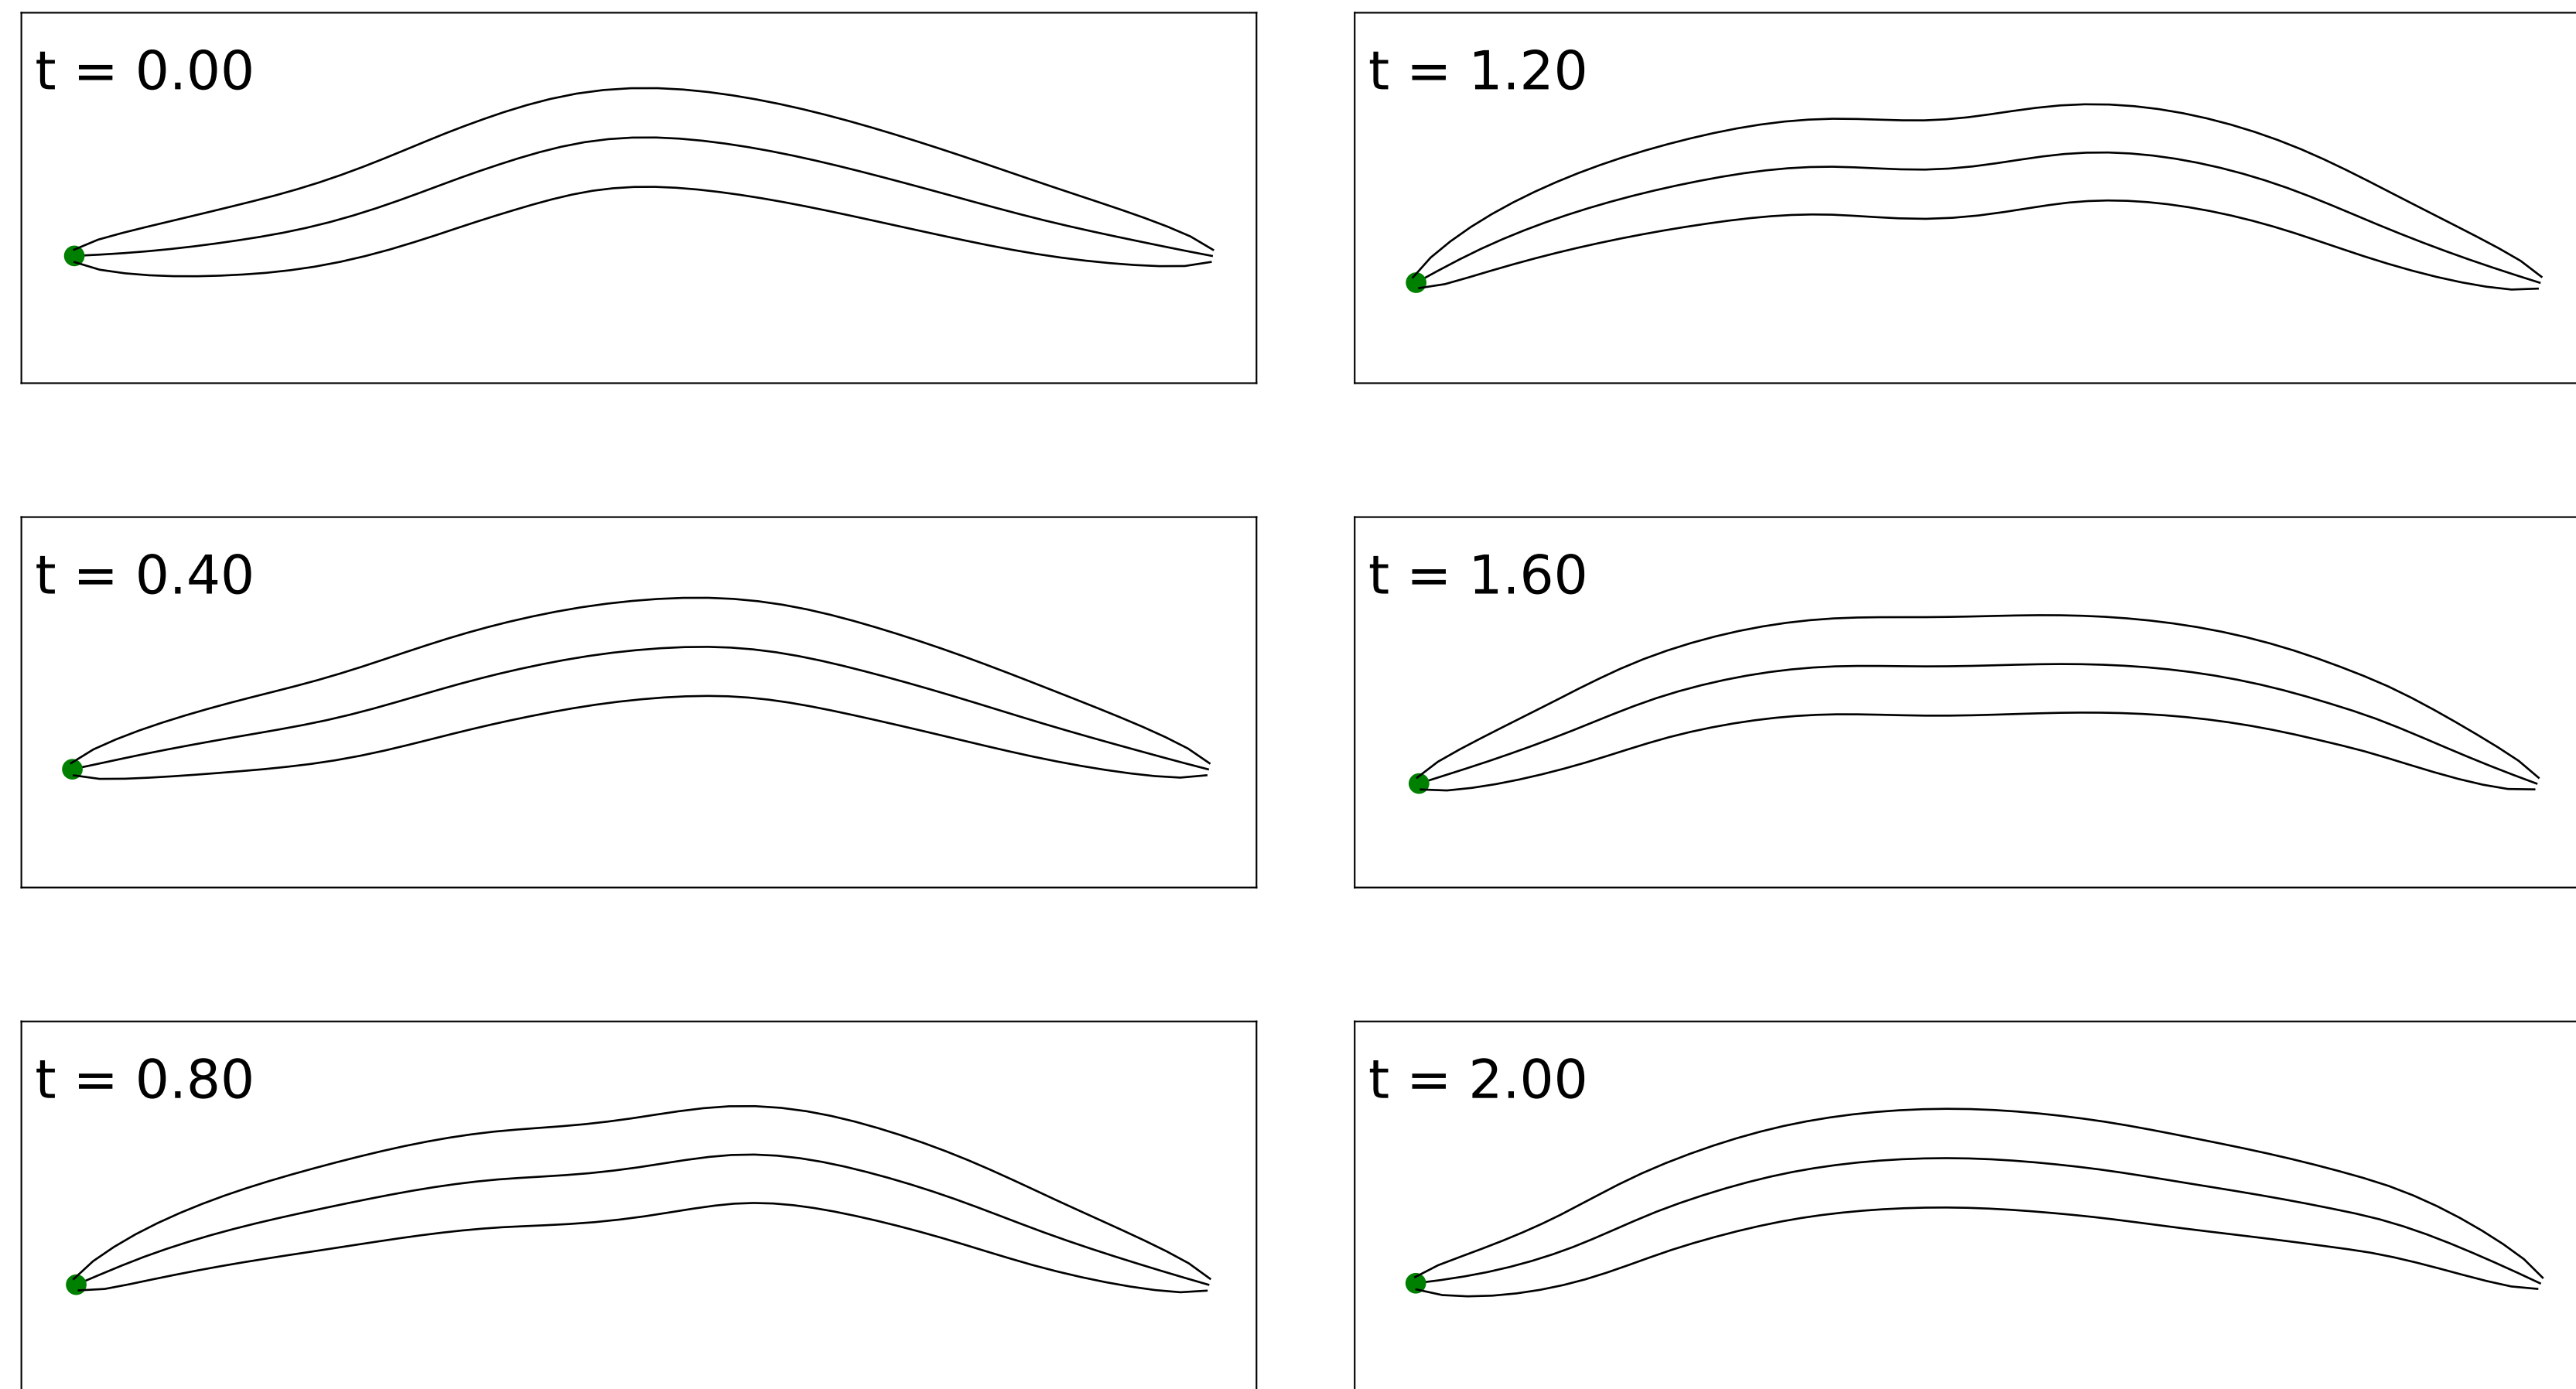 t = 0.00
t = 1.20
t = 0.40
t = 1.60
t = 0.80
t = 2.00